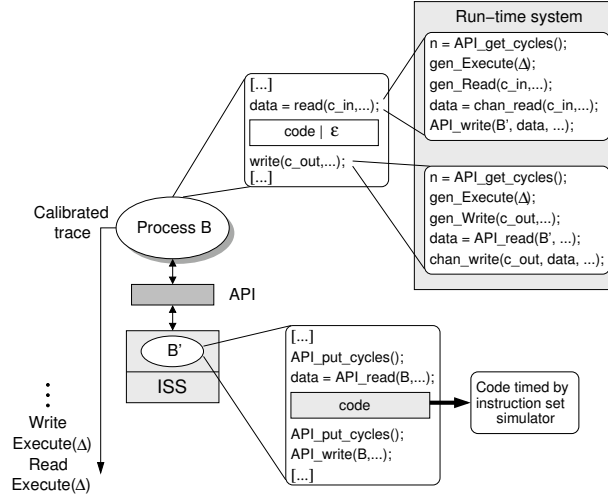 Run-time system
n = API_get_cycles();
gen_Execute(Δ);
gen_Read(c_in,...);
data = chan_read(c_in,...);
API_write(B', data, ...);
[...]
data = read(c_in,...);
code | ε
write(c_out,...);
[...]
n = API_get_cycles();
gen_Execute(Δ);
gen_Write(c_out,...);
data = API_read(B', ...);
chan_write(c_out, data, ...);
Calibrated
trace
Process B
API
B'
ISS
[...]
API_put_cycles();
data = API_read(B,...);
code
API_put_cycles();
API_write(B,...);
[...]
Code timed by
instruction set
simulator
...
Write
Execute(Δ)
Read
Execute(Δ)